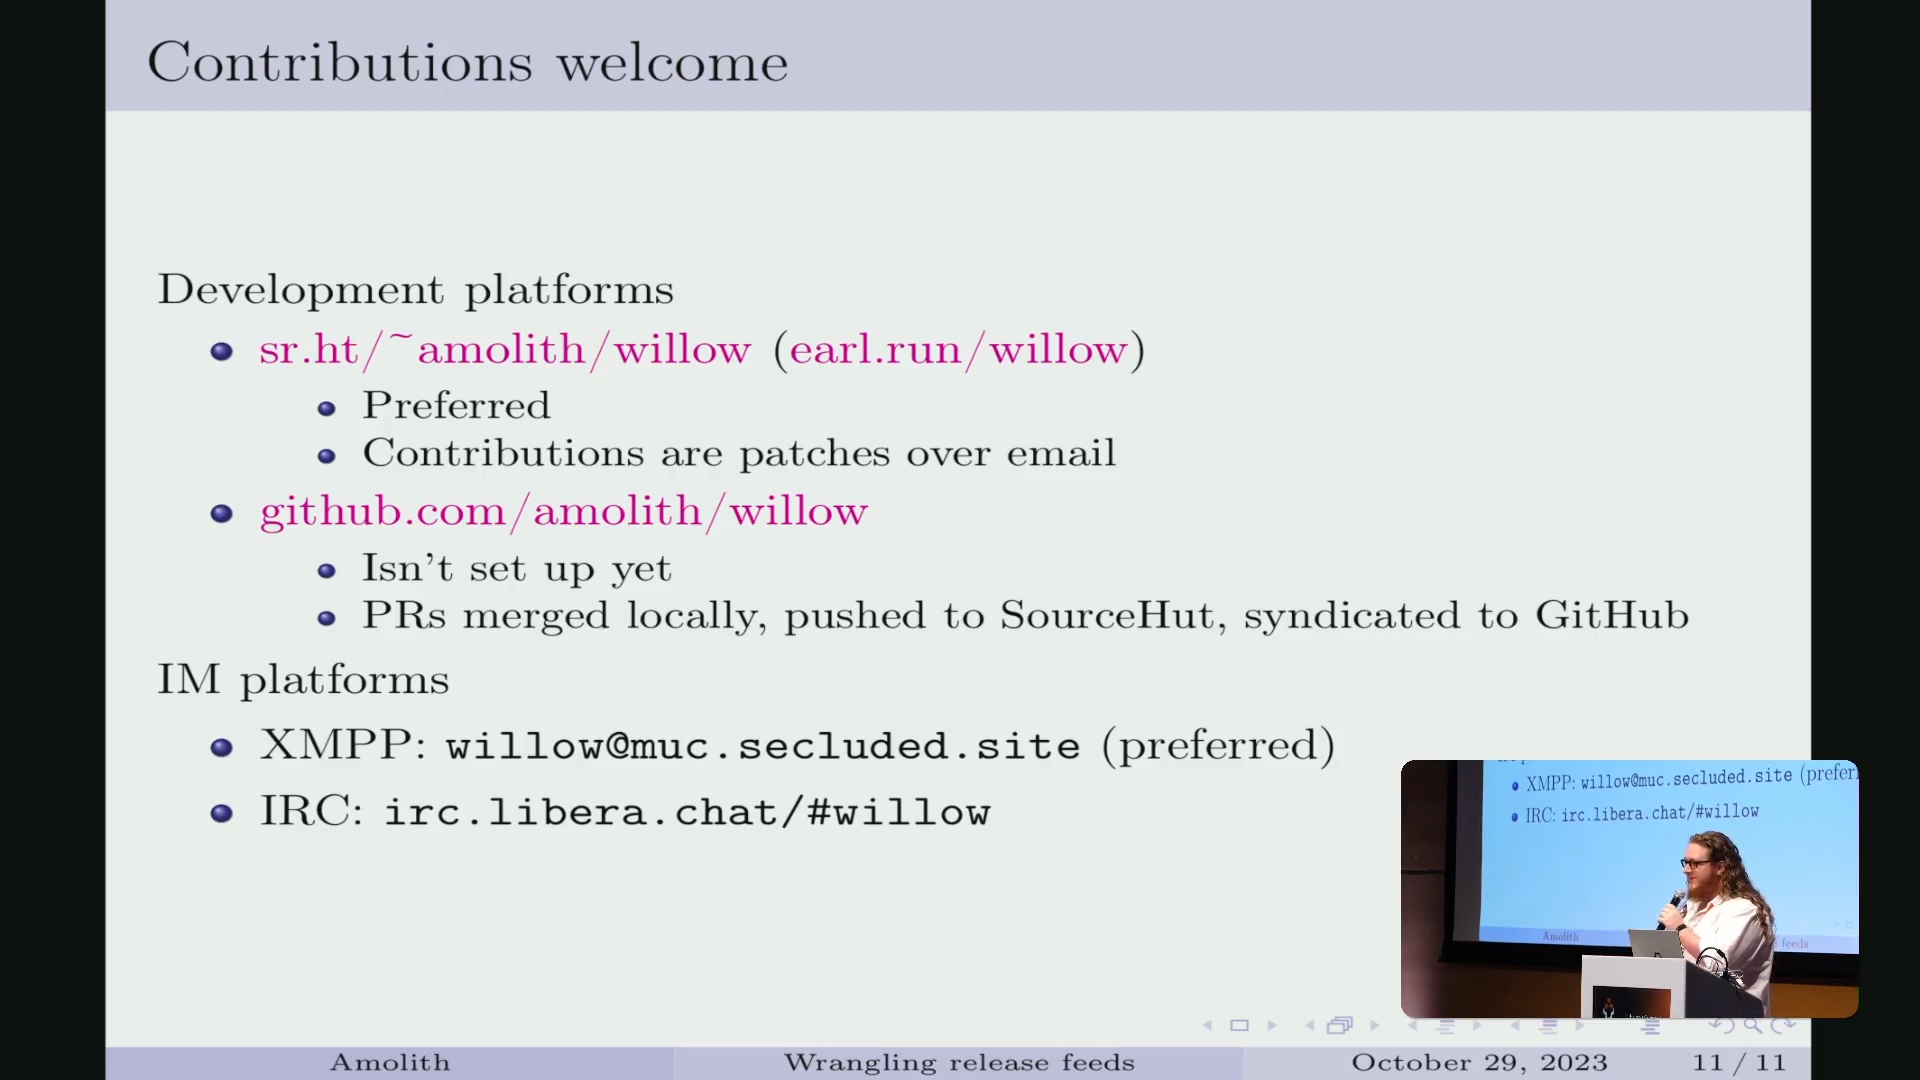 Contributions welcome
Development platforms
sr.ht/~amolith/willow (earl.run/willow)
Preferred
Contributions are patches over email
github.com/amolith/willow
Isn't set up yet
PRs merged locally, pushed to SourceHut, syndicated to GitHub
IM platforms
XMPP: willow@muc.secluded.site (preferred)
IRC: irc.libera.chat/#willow
XMPP: willow@muc.secluded.site (prefer
IRC: irc.libera.chat/#willow
Amolith
feeds
Amolith
Wrangling release feeds
October 29, 2023
11 / 11